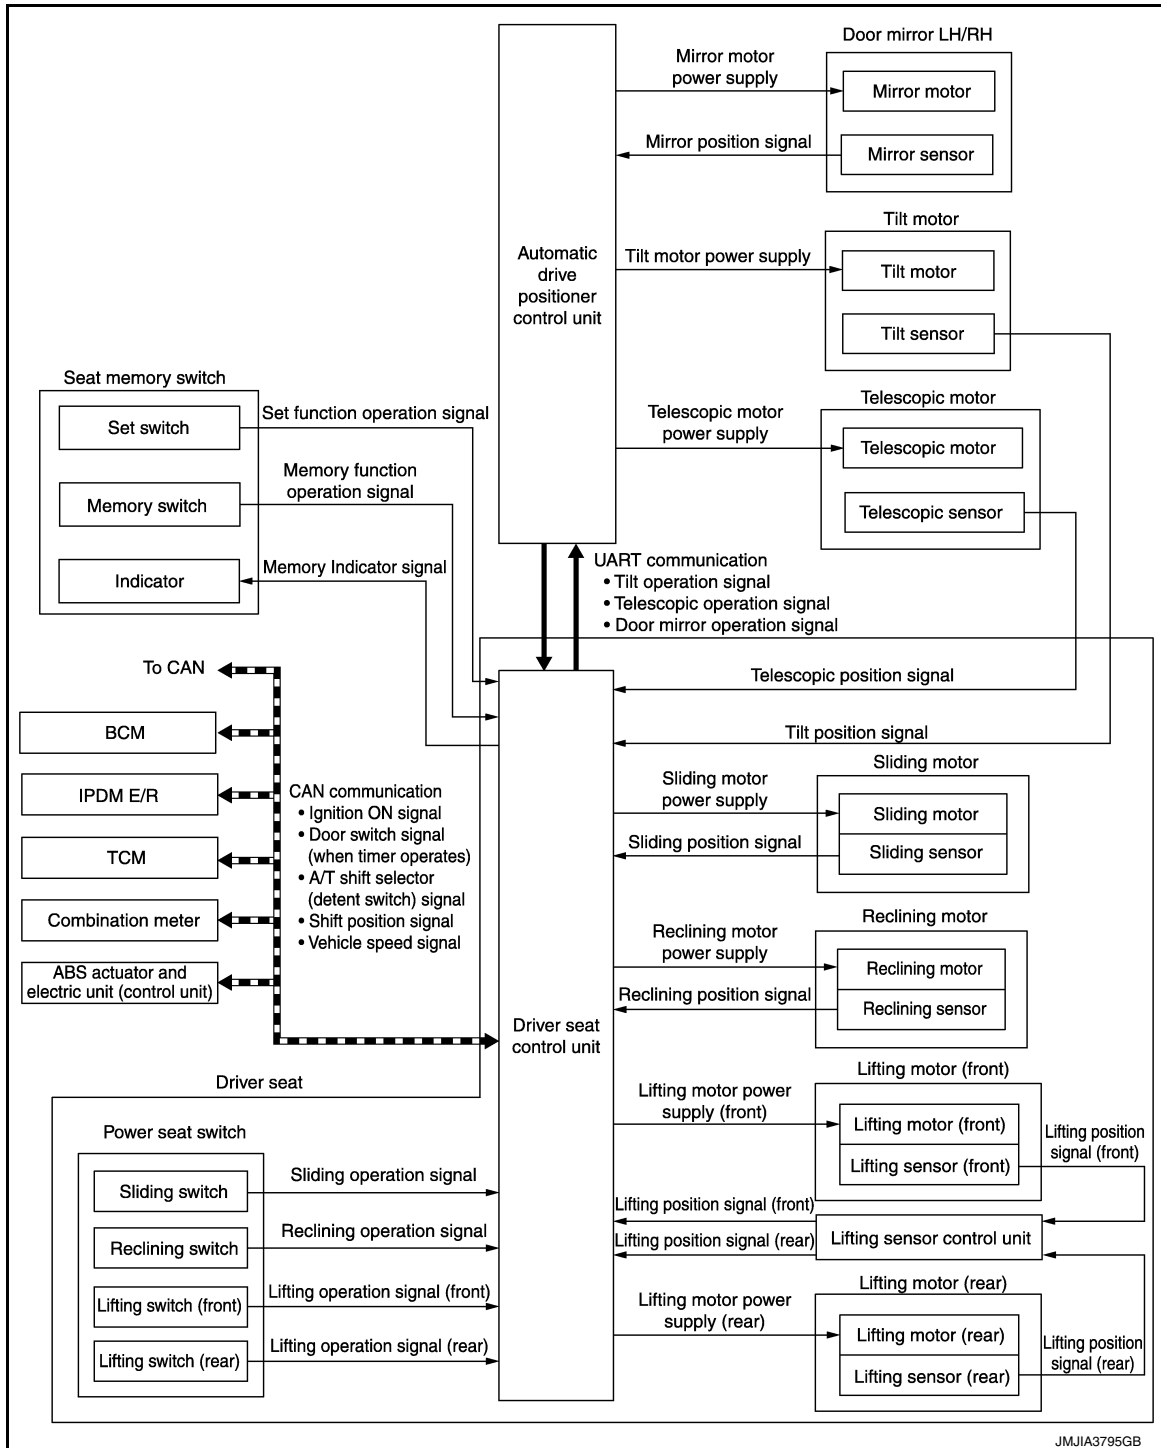 Door mirror LH/RH
Mirror motor
power supply
Mirror motor
Mirror position signal
Mirror sensor
Tilt motor
Automatic
drive
positioner
control unit
Tilt motor power supply
Tilt motor
Tilt sensor
Seat memory switch
Set switch
Set function operation signal
Memory function
operation signal
Memory switch
Indicator
Memory Indicator signal
Telescopic motor
Telescopic motor
power supply
Telescopic motor
Telescopic sensor
UART communication
• Tilt operation signal
• Telescopic operation signal
• Door mirror operation signal
To CAN
BCM
IPDM E/R
TCM
Combination meter
ABS actuator and
electric unit (control unit)
CAN communication
• Ignition ON signal
• Door switch signal
(when timer operates)
• A/T shift selector
(detent switch) signal
• Shift position signal
• Vehicle speed signal
Telescopic position signal
Tilt position signal
Sliding motor
Sliding motor
power supply
Sliding motor
Sliding position signal
Sliding sensor
Reclining motor
Reclining motor
power supply
Reclining motor
Reclining position signal
Reclining sensor
Driver seat
control unit
Driver seat
Lifting motor (front)
Lifting motor power
supply (front)
Lifting motor (front)
Lifting sensor (front)
Lifting position
signal (front)
Power seat switch
Sliding switch
Sliding operation signal
Reclining switch
Reclining operation signal
Lifting switch (front)
Lifting operation signal (front)
Lifting switch (rear)
Lifting operation signal (rear)
Lifting position signal (front)
Lifting position signal (rear)
Lifting sensor control unit
Lifting motor (rear)
Lifting motor power
supply (rear)
Lifting motor (rear)
Lifting sensor (rear)
Lifting position
signal (rear)
JMJIA3795GB